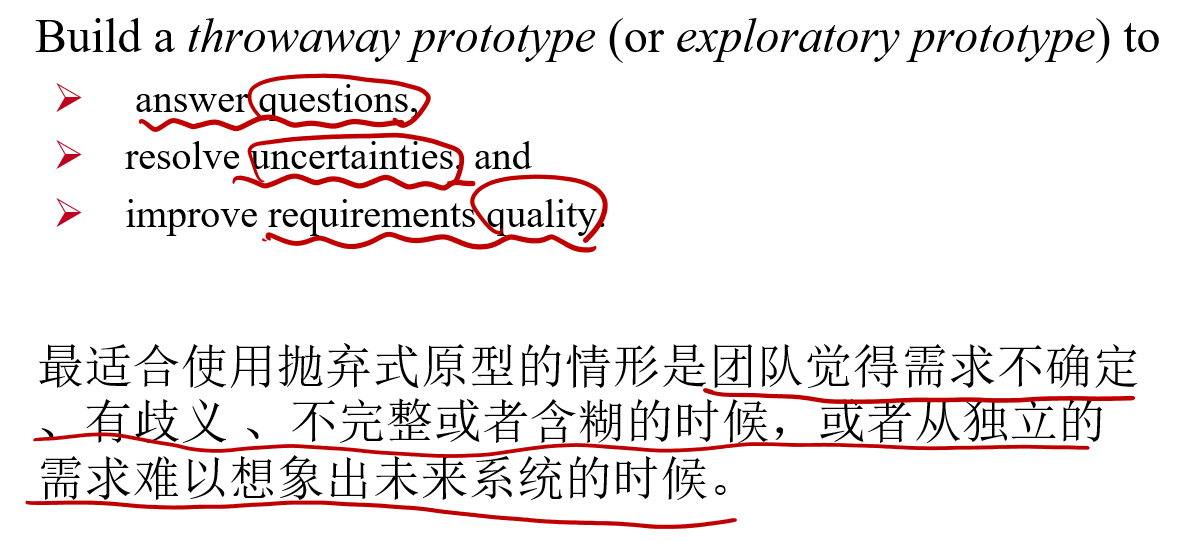 Build a throwaway prototype (or exploratory prototype) to
answer questions,
resolve uncertainties, and
improve requirements quality.
最适合使用抛弃式原型的情形是团队觉得需求不确定
、有歧义 、不完整或者含糊的时候，或者从独立的
需求难以想象出未来系统的时候。